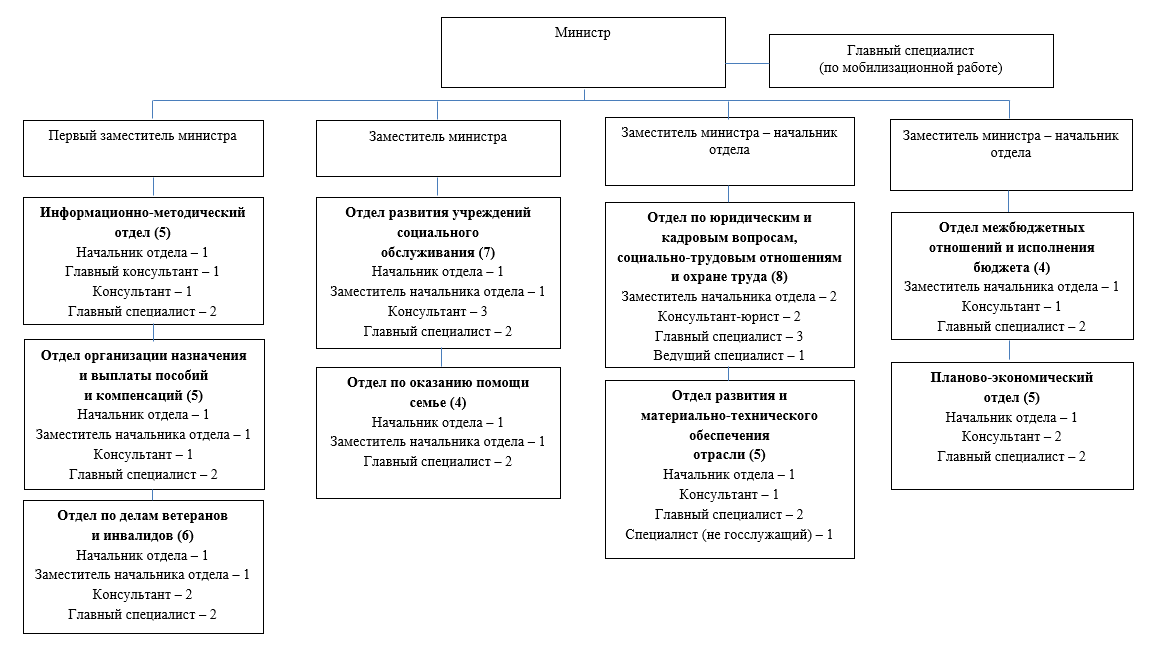 Министр
Главный специалист
(по мобилизационной работе)
Первый заместитель министра
Информационно-методический
отдел (5)
Начальник отдела – 1
Главный консультант – 1
Консультант – 1
Главный специалист – 2
Отдел организации назначения
и выплаты пособий
и компенсаций (5)
Начальник отдела – 1
Заместитель начальника отдела – 1
Консультант – 1
Главный специалист – 2
Отдел по делам ветеранов
и инвалидов (6)
Начальник отдела – 1
Заместитель начальника отдела – 1
Консультант – 2
Главный специалист – 2
Заместитель министра
Отдел развития учреждений
социального
обслуживания (7)
Начальник отдела – 1
Заместитель начальника отдела – 1
Консультант – 3
Главный специалист – 2
Отдел по оказанию помощи
семье (4)
Начальник отдела – 1
Заместитель начальника отдела – 1
Главный специалист – 2
Заместитель министра – начальник
отдела
Отдел по юридическим и
кадровым вопросам,
социально-трудовым отношениям
и охране труда (8)
Заместитель начальника отдела – 2
Консультант-юрист – 2
Главный специалист – 3
Ведущий специалист – 1
Отдел развития и
материально-технического
обеспечения
отрасли (5)
Начальник отдела – 1
Консультант – 1
Главный специалист – 2
Специалист (не госслужащий) – 1
Заместитель министра – начальник
отдела
Отдел межбюджетных
отношений и исполнения
бюджета (4)
Заместитель начальника отдела – 1
Консультант – 1
Главный специалист – 2
Планово-экономический
отдел (5)
Начальник отдела – 1
Консультант – 2
Главный специалист – 2